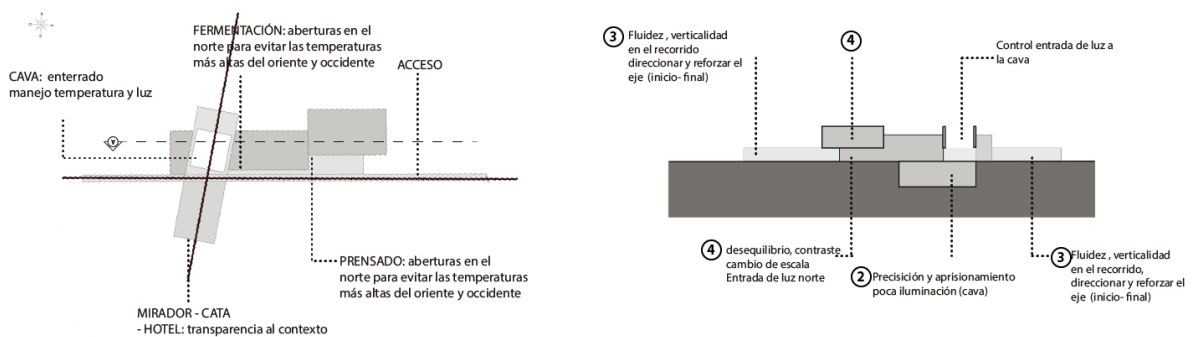 FERMENTACIÓN: aberturas en el
norte para evitar las temperaturas
más altas del oriente y occidente
ACCESO
CAVA: enterrado
manejo temperatura y luz
PRENSADO: aberturas en el
norte para evitar las temperaturas
más altas del oriente y occidente
MIRADOR - CATA
- HOTEL: transparencia al contexto
3 Fluidez , verticalidad
en el recorrido
direccionar y reforzar el
eje (inicio- final)
4
Control entrada de luz a
la cava
4 desequilibrio, contraste
cambio de escala
Entrada de luz norte
2 Precisición y aprisionamiento
poca iluminación (cava)
3 Fluidez , verticalidad
en el recorrido,
direccionar y reforzar el
eje (inicio- final)